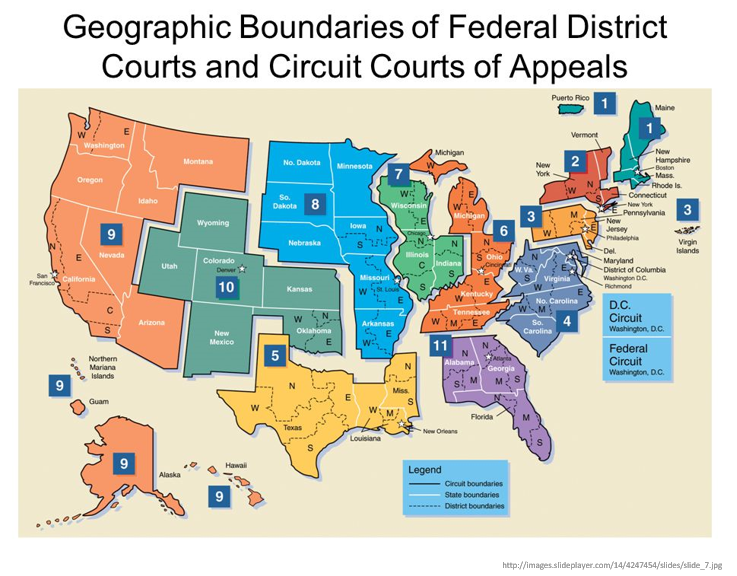 Geographic Boundaries of Federal District
Courts and Circuit Courts of Appeals
Puerto Rico
1
Maine
1
Vermont
New
York
2
W
N
E
S
New
Hampshire
Boston
Mass.
Rhode Is.
Connecticut
New York
Pennsylvania
New
Jersey
Philadelphia
3
W
M
E
3
Virgin
Islands
Del.
Maryland
District of Columbia
Washington D.C.
Richmond
W
E
Washington
Oregon
Montana
Idaho
9
Nevada
N
E
San
Francisco
California
C
S
Arizona
Wyoming
Utah
Colorado
Denver
10
Kansas
New
Mexico
W
N
Oklahoma
E
No. Dakota
Minnesota
So.
Dakota
8
Nebraska
Iowa
N
S
Missouri
W
E
St. Louis
Arkansas
W
E
7
W
Wisconsin
E
Chicago
N
Illinois
C
S
N
Indiana
S
Michigan
W
Michigan
E
6
N
Ohio
S
Cincinnati
Kentucky
W
E
Tennessee
W
M
E
N
W. Va.
S
Virginia
W
E
No. Carolina
W
M
E
So.
Carolina
4
D.C.
Circuit
Washington, D.C.
Federal
Circuit
Washington, D.C.
5
N
W
E
Texas
S
W
M
E
Louisiana
N
Miss.
S
New Orleans
11
N
Alabama
M
S
N
Atlanta
Georgia
M
S
Florida
N
M
S
Northern
Mariana
Islands
9
Guam
9
Alaska
Hawaii
9
Legend
Circuit boundaries
State boundaries
District boundaries
http://images.slideplayer.com/14/4247454/slides/slide_7.jpg